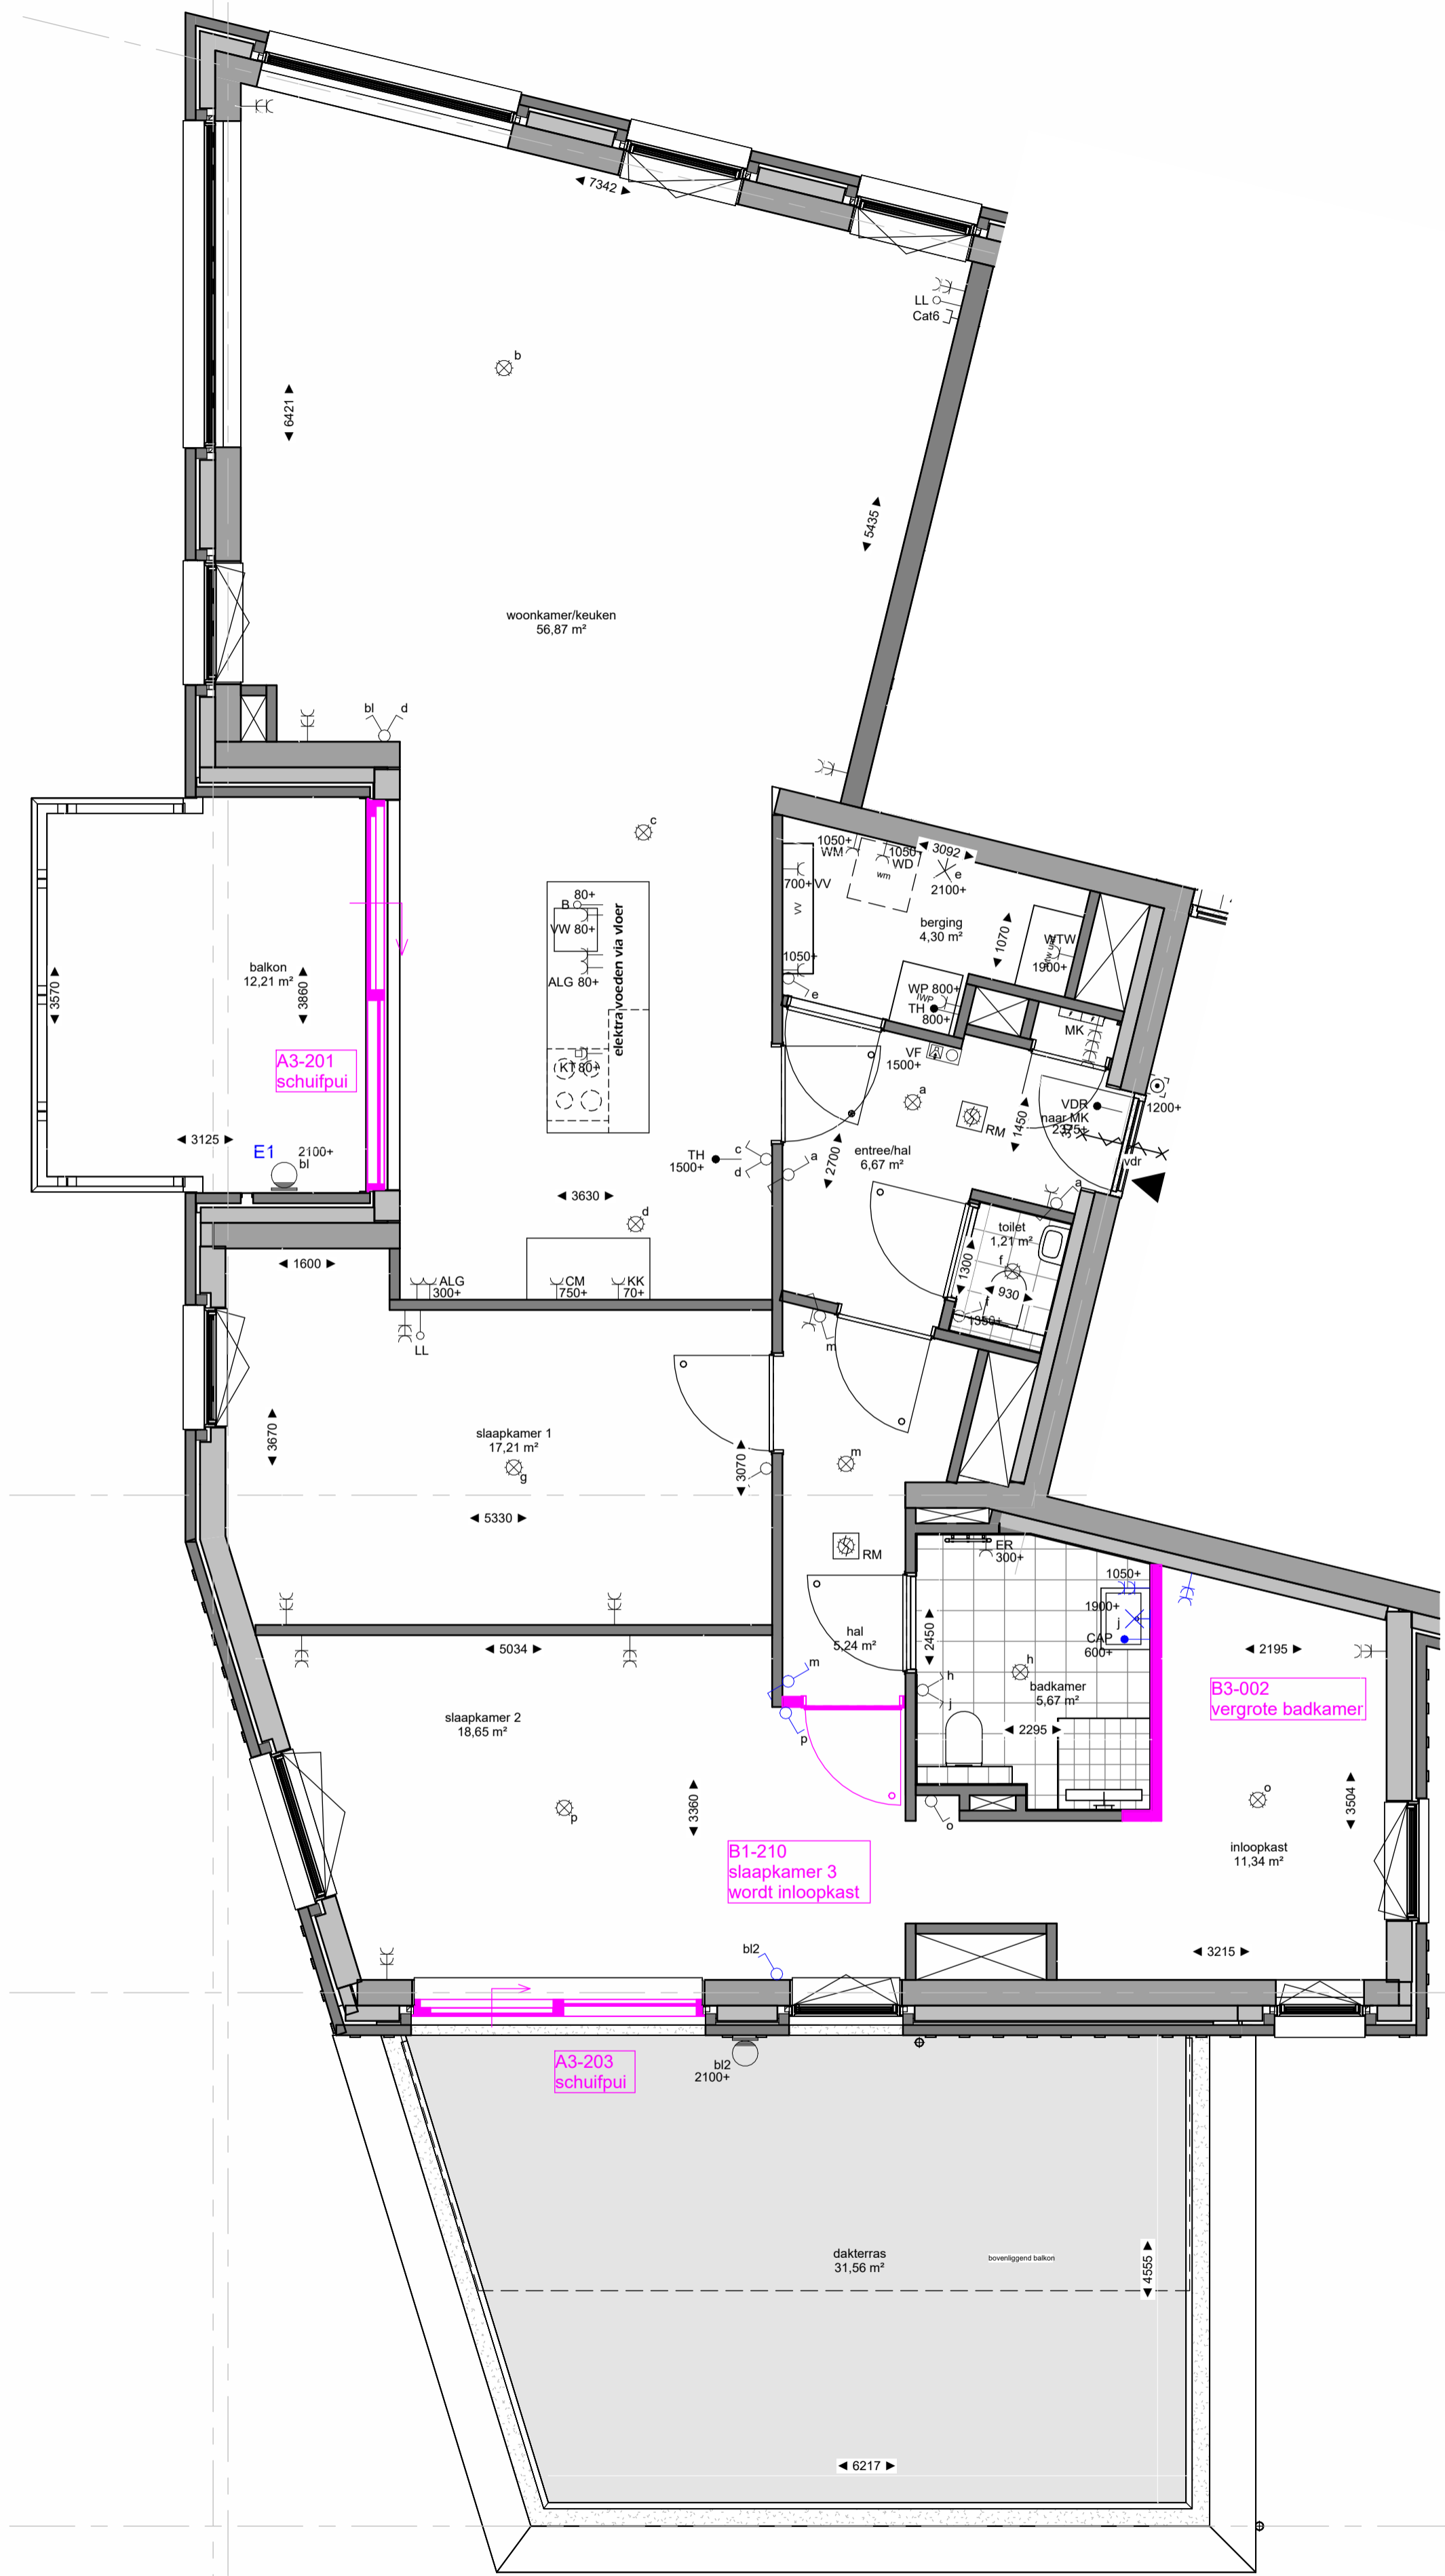 7342
LL
Cat6
b
6421
5435
woonkamer/keuken
56,87 m²
bl
d
c
1050+
WM
1050
WD
3092
wm
e
2100+
700+ VV
VV
berging
4,30 m²
1070
WTW
1900+
1050+
e
WP 800+
TH
800+
MK
80+
B
VW 80+
ALG 80+
elektra voeden via vloer
KT 80+
balkon
12,21 m²
3570
3860
A3-201
schuifpui
3125
E1
2100+
bl
VF
1500+
a
RM
1450
VDR
naar MK
2375+
1200+
vdr
TH
1500+
c
d
a
2700
entree/hal
6,67 m²
a
3630
d
toilet
1,21 m²
f
1300
930
f
1350+
1600
ALG
300+
CM
750+
KK
70+
LL
m
3670
slaapkamer 1
17,21 m²
g
3070
m
5330
RM
ER
300+
1050+
1900+
j
CAP
600+
hal
5,24 m²
2450
5034
2195
m
h
j
h
badkamer
5,67 m²
B3-002
vergrote badkamer
slaapkamer 2
18,65 m²
p
2295
3360
p
o
o
3504
B1-210
slaapkamer 3
wordt inloopkast
inloopkast
11,34 m²
bl2
3215
A3-203
schuifpui
bl2
2100+
dakterras
31,56 m²
bovenliggend balkon
4555
6217